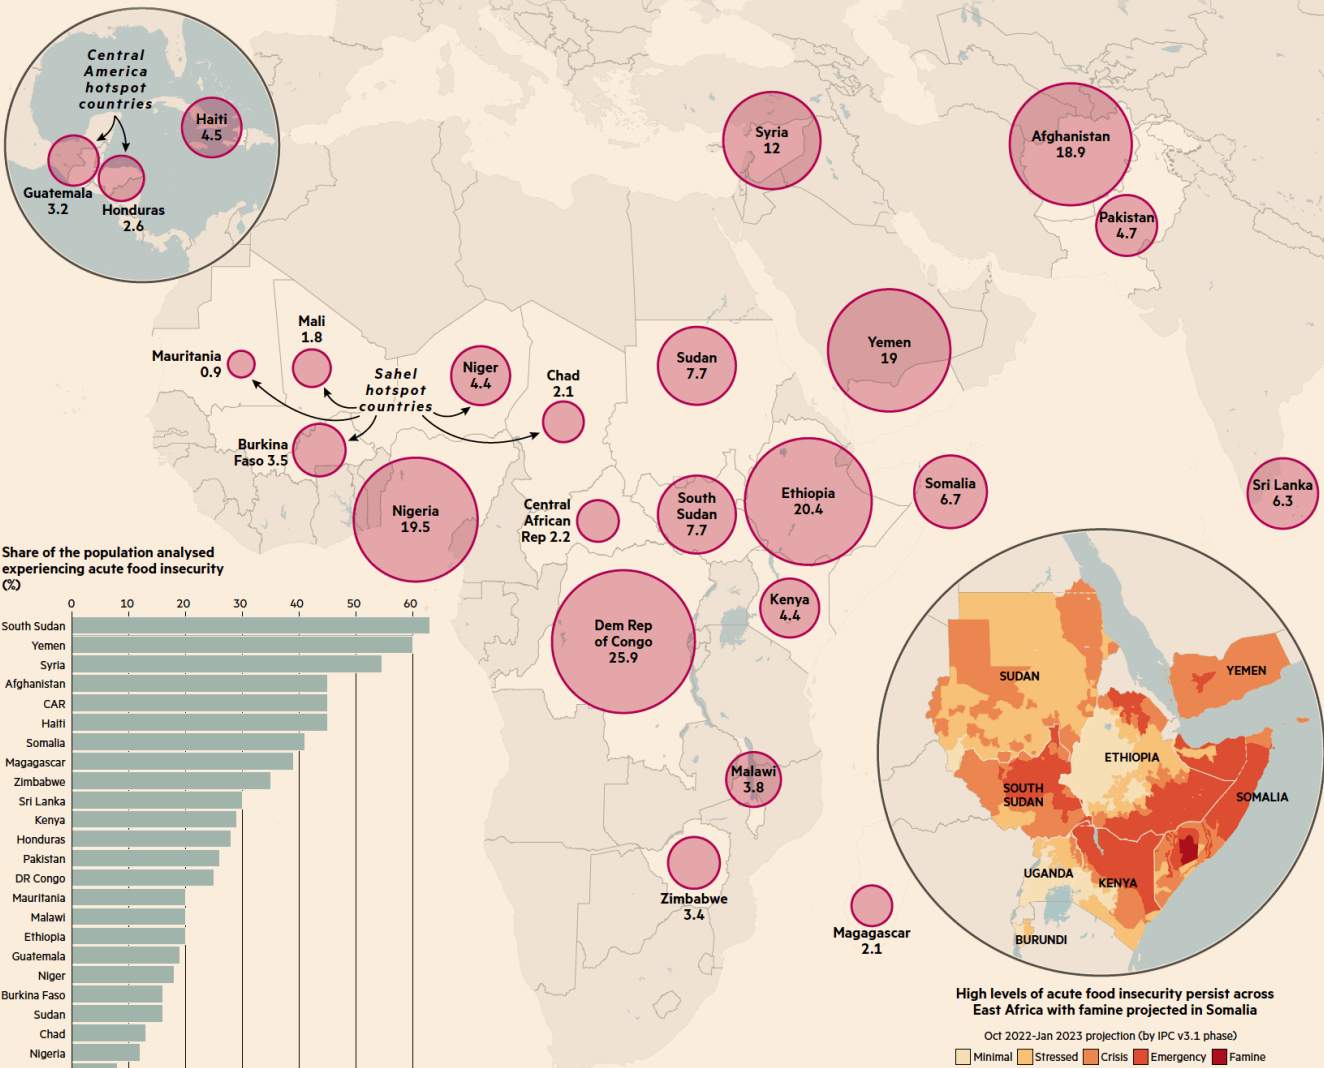 Central
America
hotspot
countries
Haiti
4.5
Guatemala
3.2
Honduras
2.6
Syria
12
Afghanistan
18.9
Pakistan
4.7
Mali
1.8
Mauritania
0.9
Sahel
hotspot
countries
Niger
4.4
Chad
2.1
Sudan
7.7
Yemen
19
Burkina
Faso 3.5
Nigeria
19.5
Central
African
Rep 2.2
South
Sudan
7.7
Ethiopia
20.4
Somalia
6.7
Sri Lanka
6.3
Dem Rep
of Congo
25.9
Kenya
4.4
Malawi
3.8
Zimbabwe
3.4
Magagascar
2.1
Share of the population analysed
experiencing acute food insecurity
(%)
0 10 20 30 40 50 60
South Sudan
Yemen
Syria
Afghanistan
CAR
Haiti
Somalia
Magagascar
Zimbabwe
Sri Lanka
Kenya
Honduras
Pakistan
DR Congo
Mauritania
Malawi
Ethiopia
Guatemala
Niger
Burkina Faso
Sudan
Chad
Nigeria
SUDAN
YEMEN
ETHIOPIA
SOUTH
SUDAN
SOMALIA
UGANDA
KENYA
BURUNDI
High levels of acute food insecurity persist across
East Africa with famine projected in Somalia
Oct 2022-Jan 2023 projection (by IPC v3.1 phase)
Minimal Stressed Crisis Emergency Famine